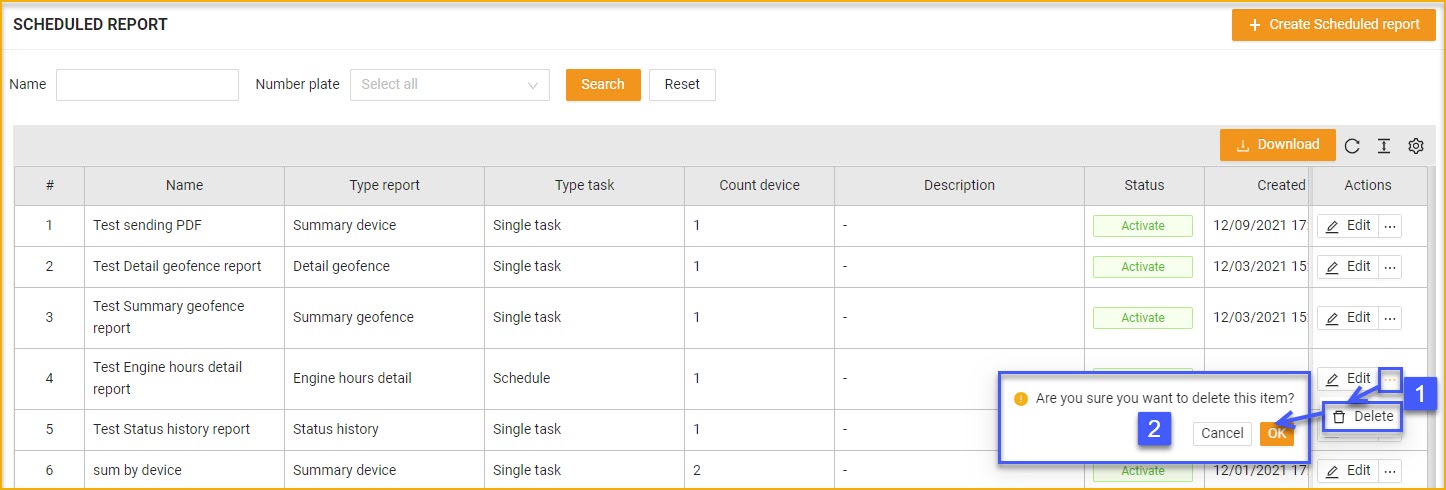 SCHEDULED REPORT
+ Create Scheduled report
Name
Number plate
Select all
Search
Reset
Download
# Name Type report Type task Count device Description Status Created Actions
1 Test sending PDF Summary device Single task 1 - Activate 12/09/2021 17: Edit ...
2 Test Detail geofence report Detail geofence Single task 1 - Activate 12/03/2021 15: Edit ...
3 Test Summary geofence Summary geofence Single task 1 - Activate 12/03/2021 15: Edit ...
report
4 Test Engine hours detail Engine hours detail Schedule 1 - Edit ...
report
Are you sure you want to delete this item?
1
Delete
2
Cancel
OK
5 Test Status history report Status history Single task 1 -
6 sum by device Summary device Single task 2 - Activate 12/01/2021 17: Edit ...